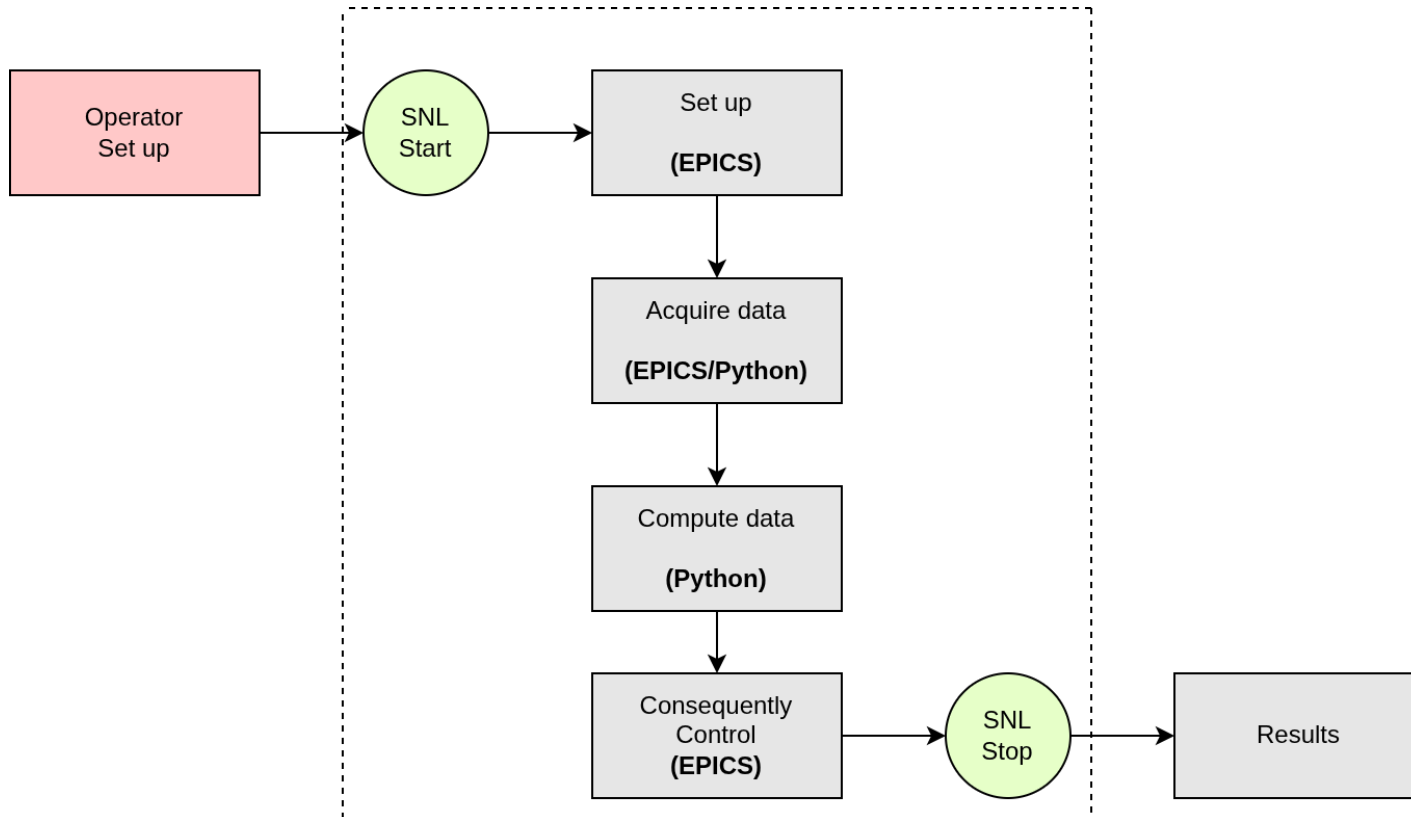 Operator
Set up
SNL
Start
Set up
(EPICS)
Acquire data
(EPICS/Python)
Compute data
(Python)
Consequently
Control
(EPICS)
SNL
Stop
Results